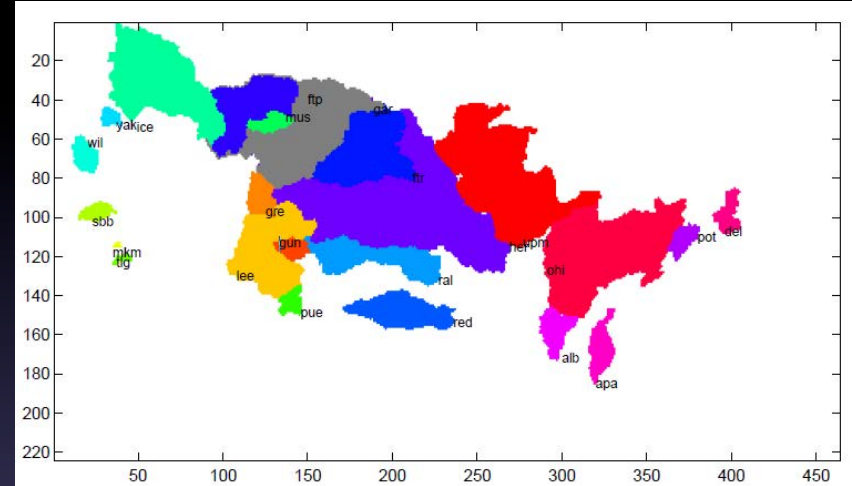 20
40
60
80
100
120
140
160
180
200
220
ftp
gar
mus
yak
ice
wil
ftr
gre
sbb
del
pot
gun
her
upm
mkm
tig
lee
ohi
ral
pue
red
alb
apa
50
100
150
200
250
300
350
400
450